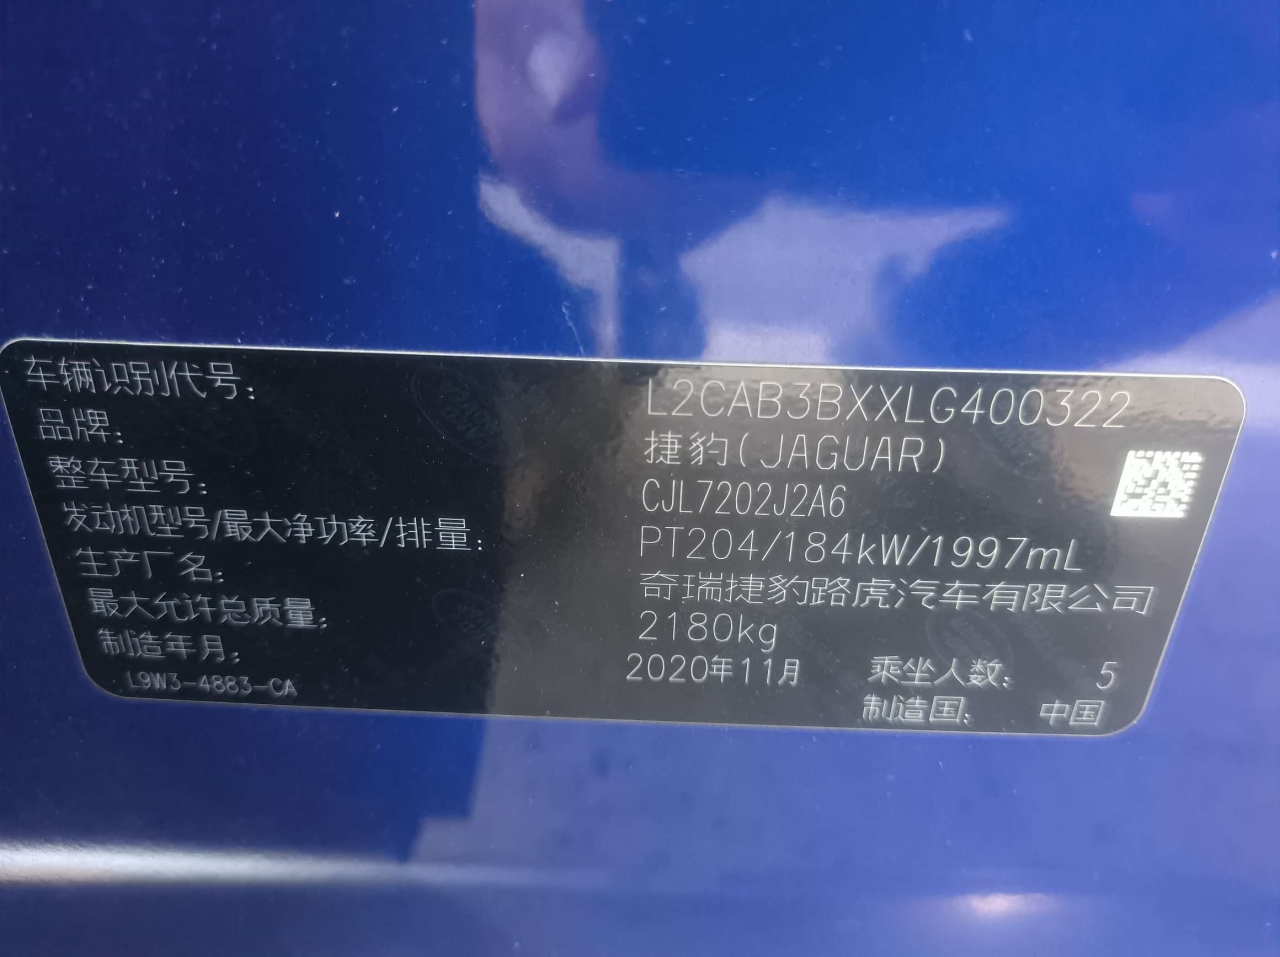 车辆识别代号: L2CAB3BXXLG400322
品牌: 捷豹(JAGUAR)
整车型号: CJL7202J2A6
发动机型号/最大净功率/排量: PT204/184kW/1997mL
生产厂名: 奇瑞捷豹路虎汽车有限公司
最大允许总质量: 2180kg
制造年月: 2020年11月 乘坐人数: 5
L9W3-4883-CA 制造国: 中国